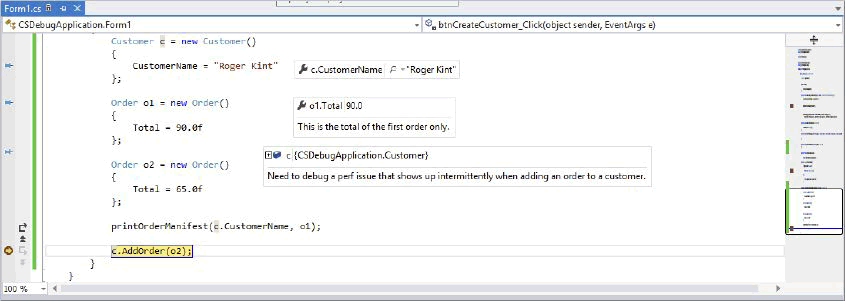 Form1.cs
CSDebugApplication.Form1
btnCreateCustomer_Click(object sender, EventArgs e)
Customer c = new Customer()
{
CustomerName = "Roger Kint"
c.CustomerName "Roger Kint"
};
Order o1 = new Order()
o1.Total 90.0
{
Total = 90.0f
This is the total of the first order only.
};
c {CSDebugApplication.Customer}
Order o2 = new Order()
{
Need to debug a perf issue that shows up intermittently when adding an order to a customer.
Total = 65.0f
};
printOrderManifest(c.CustomerName, o1);
c.AddOrder(o2);
}
}
100 %